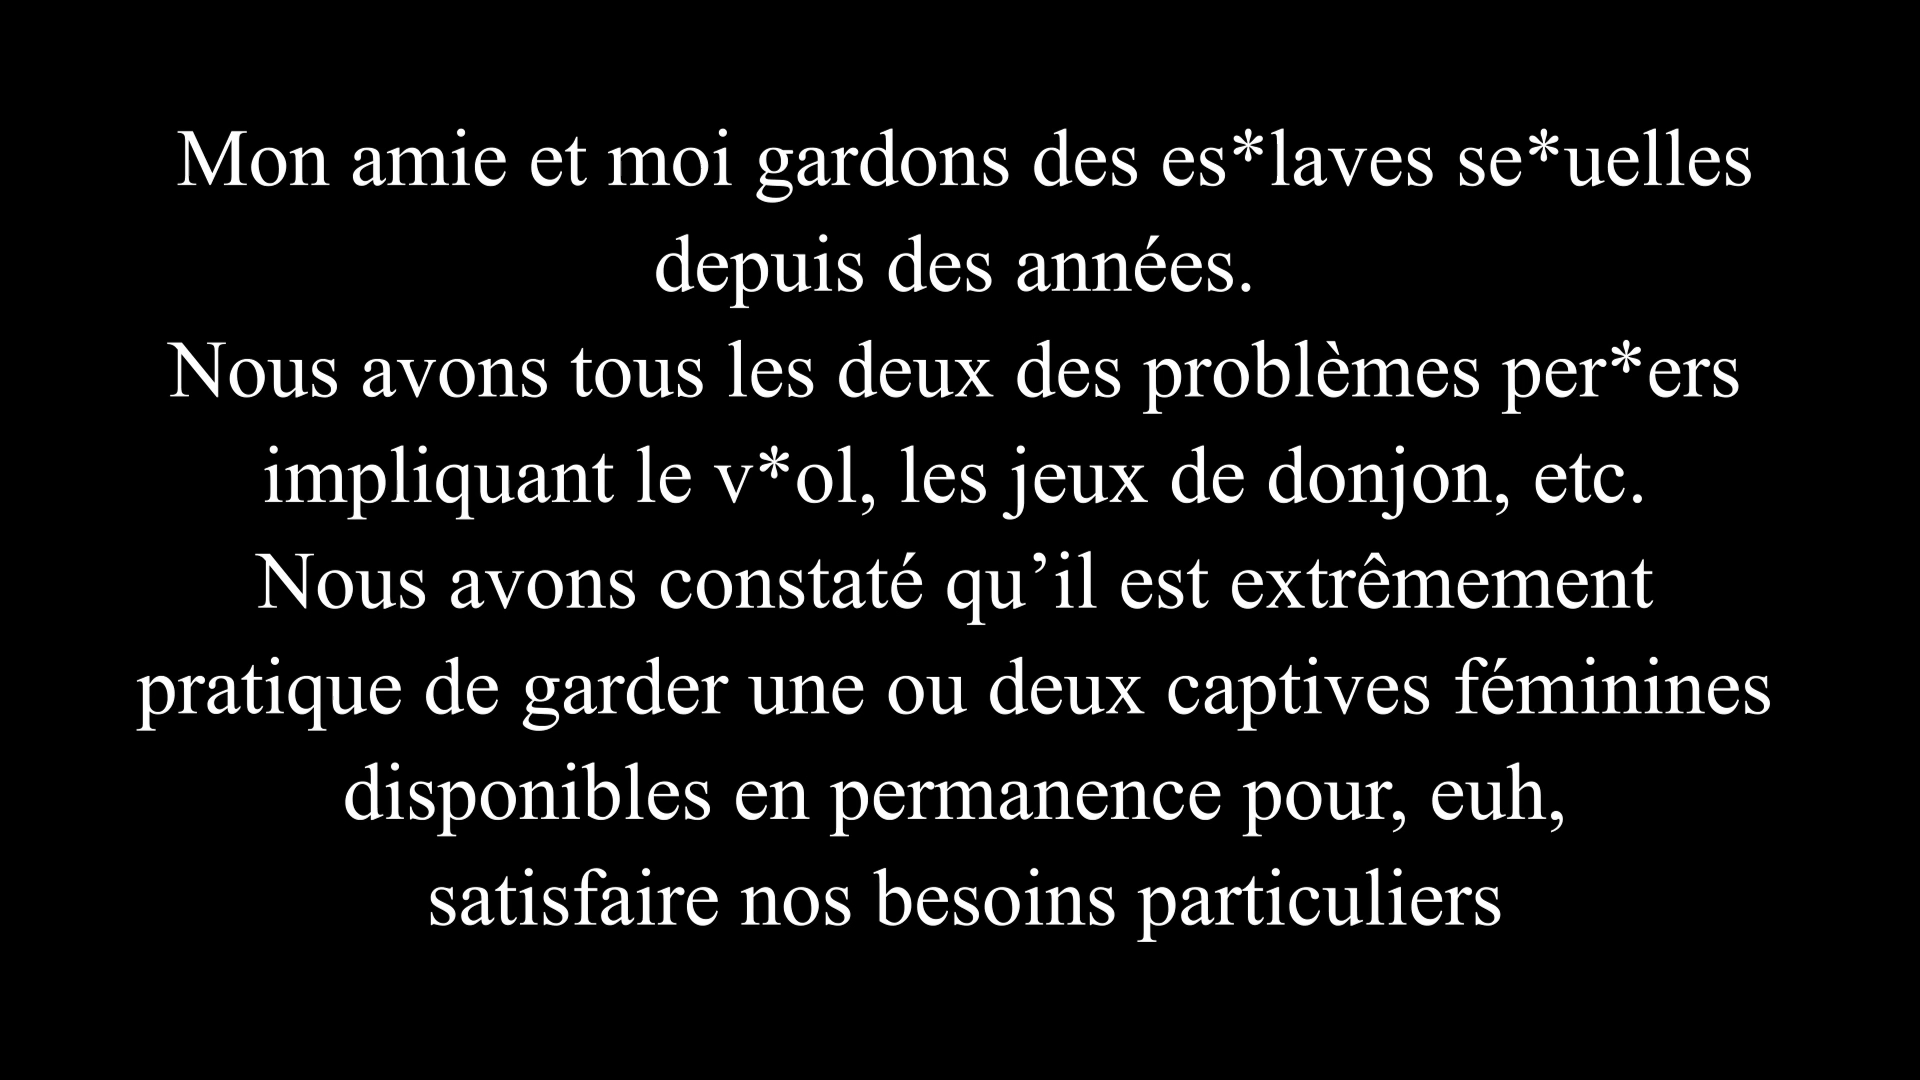 Mon amie et moi gardons des es*laves se*uelles
depuis des années.
Nous avons tous les deux des problèmes per*ers
impliquant le v*ol, les jeux de donjon, etc.
Nous avons constaté qu’il est extrêmement
pratique de garder une ou deux captives féminines
disponibles en permanence pour, euh,
satisfaire nos besoins particuliers